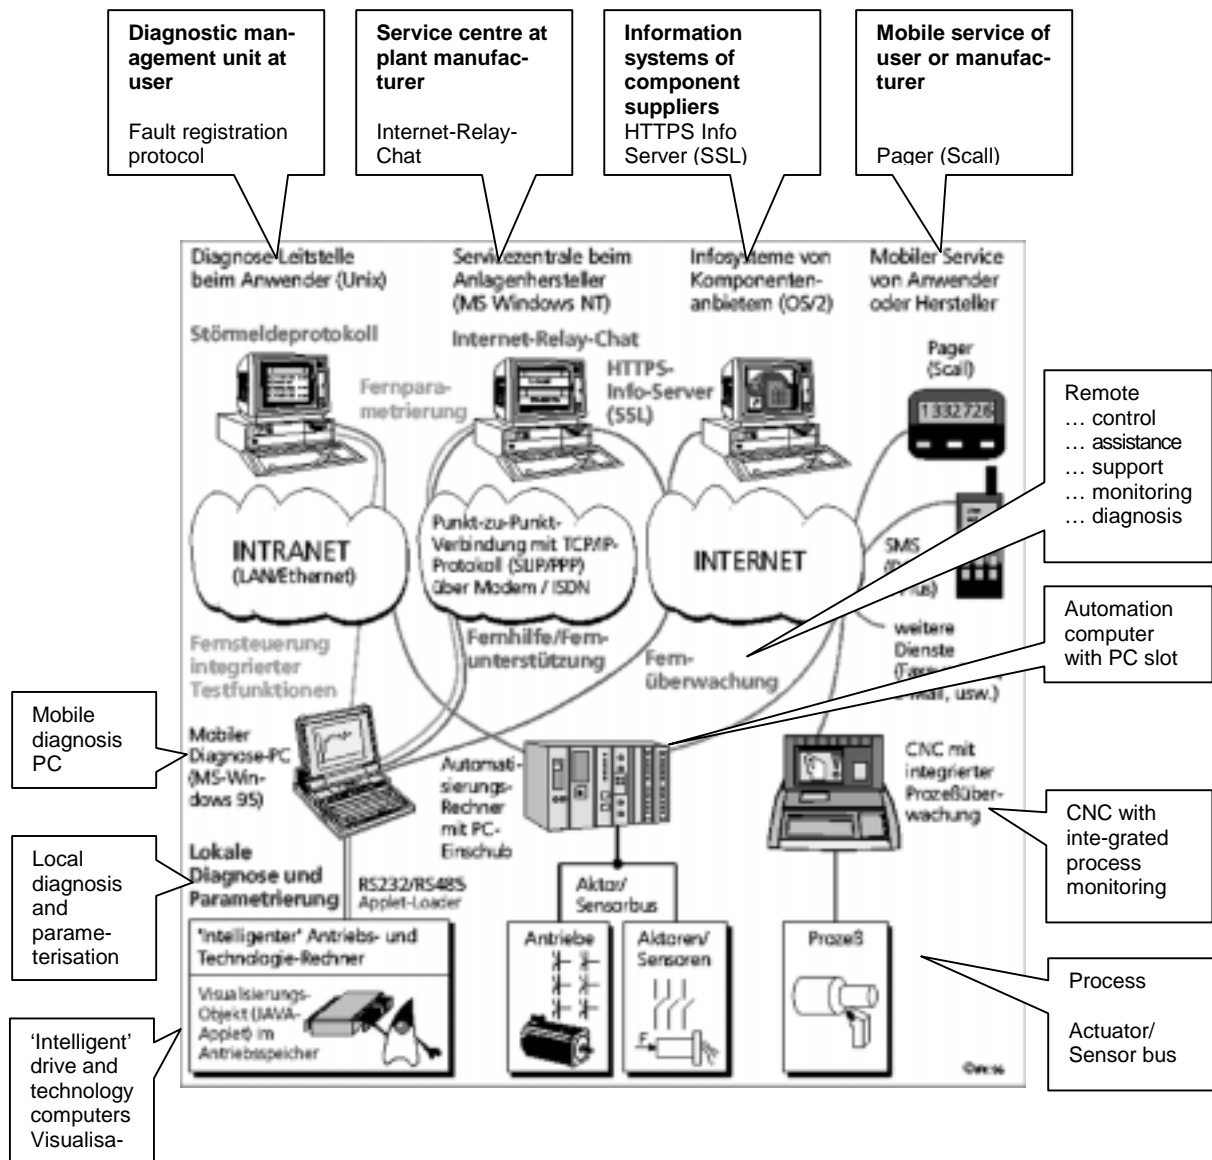 Diagnostic man-
agement unit at
user
Fault registration
protocol
Service centre at
plant manufac-
turer
Internet-Relay-
Chat
Information
systems of
component
suppliers
HTTPS Info
Server (SSL)
Mobile service of
user or manufac-
turer
Pager (Scall)
Diagnose-Leitstelle
beim Anwender (Unix)
Störmeldeprotokoll
Servicezentrale beim
Anlagenhersteller
(MS Windows NT)
Internet-Relay-Chat
Infosysteme von
Komponenten-
anbietern (OS/2)
Mobiler Service
von Anwender
oder Hersteller
Fernpara-
metrierung
HTTPS-
Info-Server
(SSL)
Pager
(Scall)
1332726
Remote
… control
… assistance
… support
… monitoring
… diagnosis
INTRANET
(LAN/Ethernet)
Punkt-zu-Punkt-
Verbindung mit TCP/IP-
Protokoll (SLIP/PPP)
über Modem / ISDN
INTERNET
SMS
Plus)
Automation
computer
with PC slot
Fernsteuerung
integrierter
Testfunktionen
Fernhilfe/Fern-
unterstützung
Fern-
überwachung
weitere
Dienste
usw.)
Mobile
diagnosis
PC
Mobiler
Diagnose-PC
(MS-Win-
dows 95)
Automati-
sierungs-
Rechner
mit PC-
Einschub
CNC mit
integrierter
Prozeßüber-
wachung
CNC with
inte-grated
process
monitoring
Local
diagnosis
and
parame-
terisation
Lokale
Diagnose und
Parametrierung
RS232/RS485
Applet-Loader
Aktor/
Sensorbus
'Intelligenter' Antriebs- und
Technologie-Rechner
Visualisierungs-
Objekt (JAVA-
Applet) im
Antriebsspeicher
Antriebe
Aktoren/
Sensoren
F
Prozeß
Process
Actuator/
Sensor bus
‘Intelligent’
drive and
technology
computers
Visualisa-